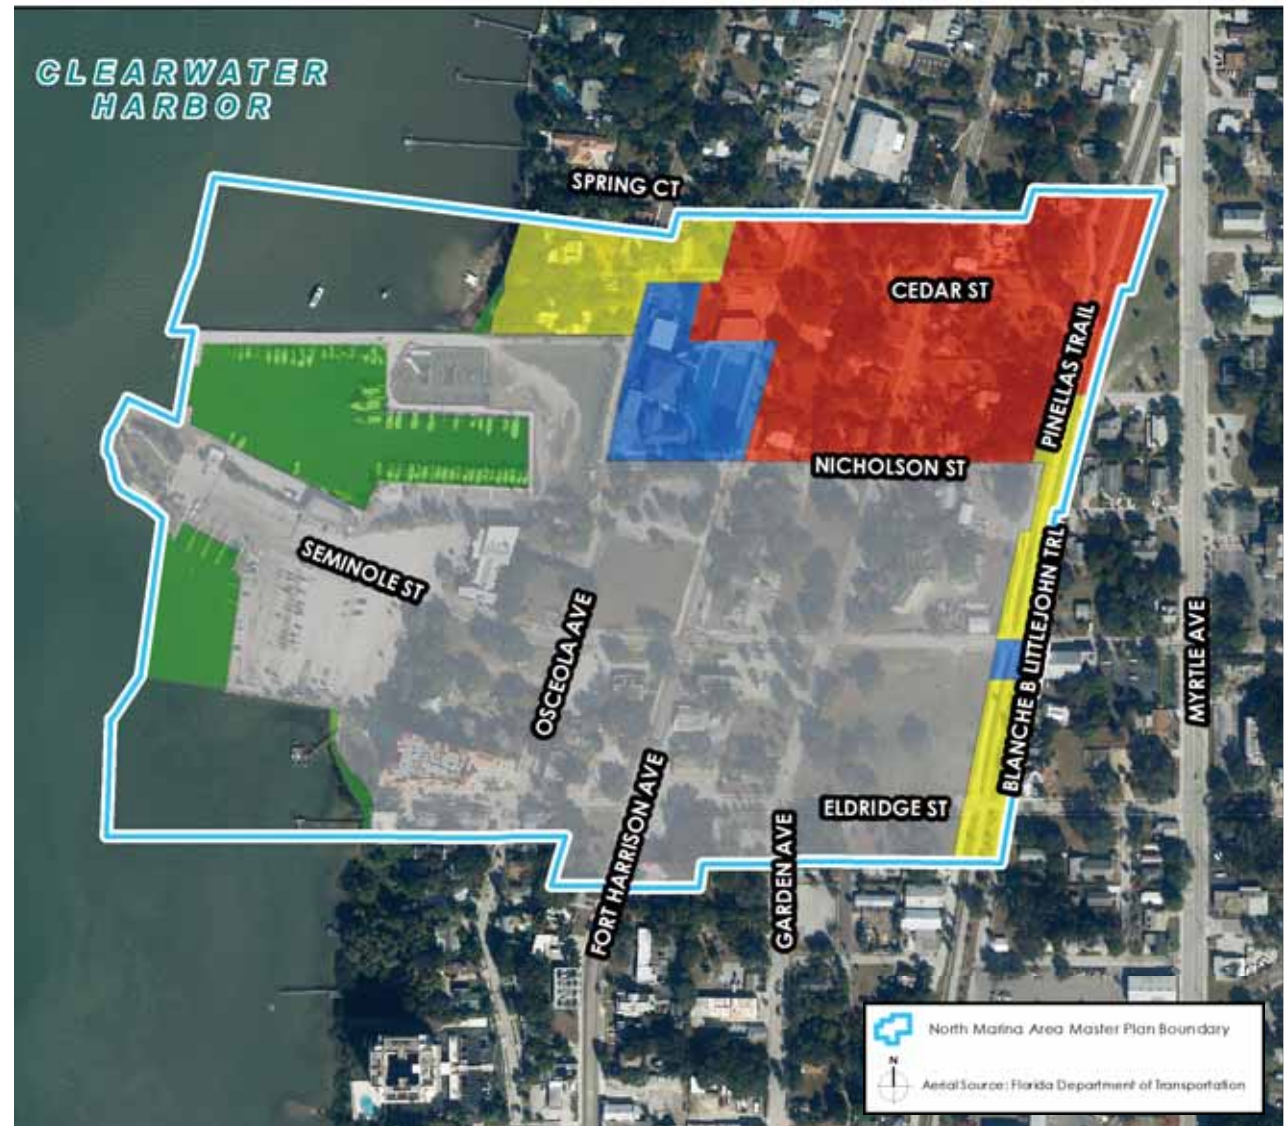 CLEARWATER
HARBOR
SPRING CT
CEDAR ST
PINELLAS TRAIL
NICHOLSON ST
SEMINOLE ST
OSCEOLA AVE
BLANCHE B LITTLEJOHN TRL
MYRTLE AVE
FORT HARRISON AVE
ELDRIDGE ST
GARDEN AVE
North Marina Area Master Plan Boundary
N
Aerial Source: Florida Department of Transportation